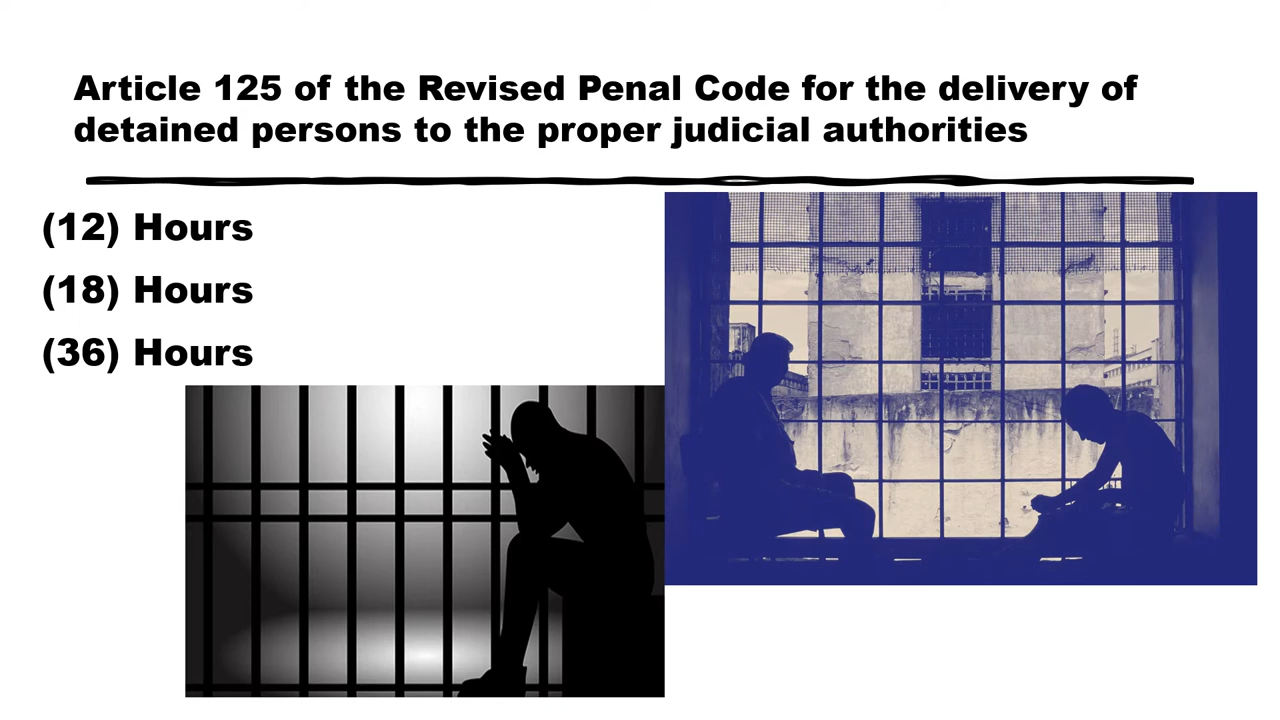 Article 125 of the Revised Penal Code for the delivery of
detained persons to the proper judicial authorities
(12) Hours
(18) Hours
(36) Hours